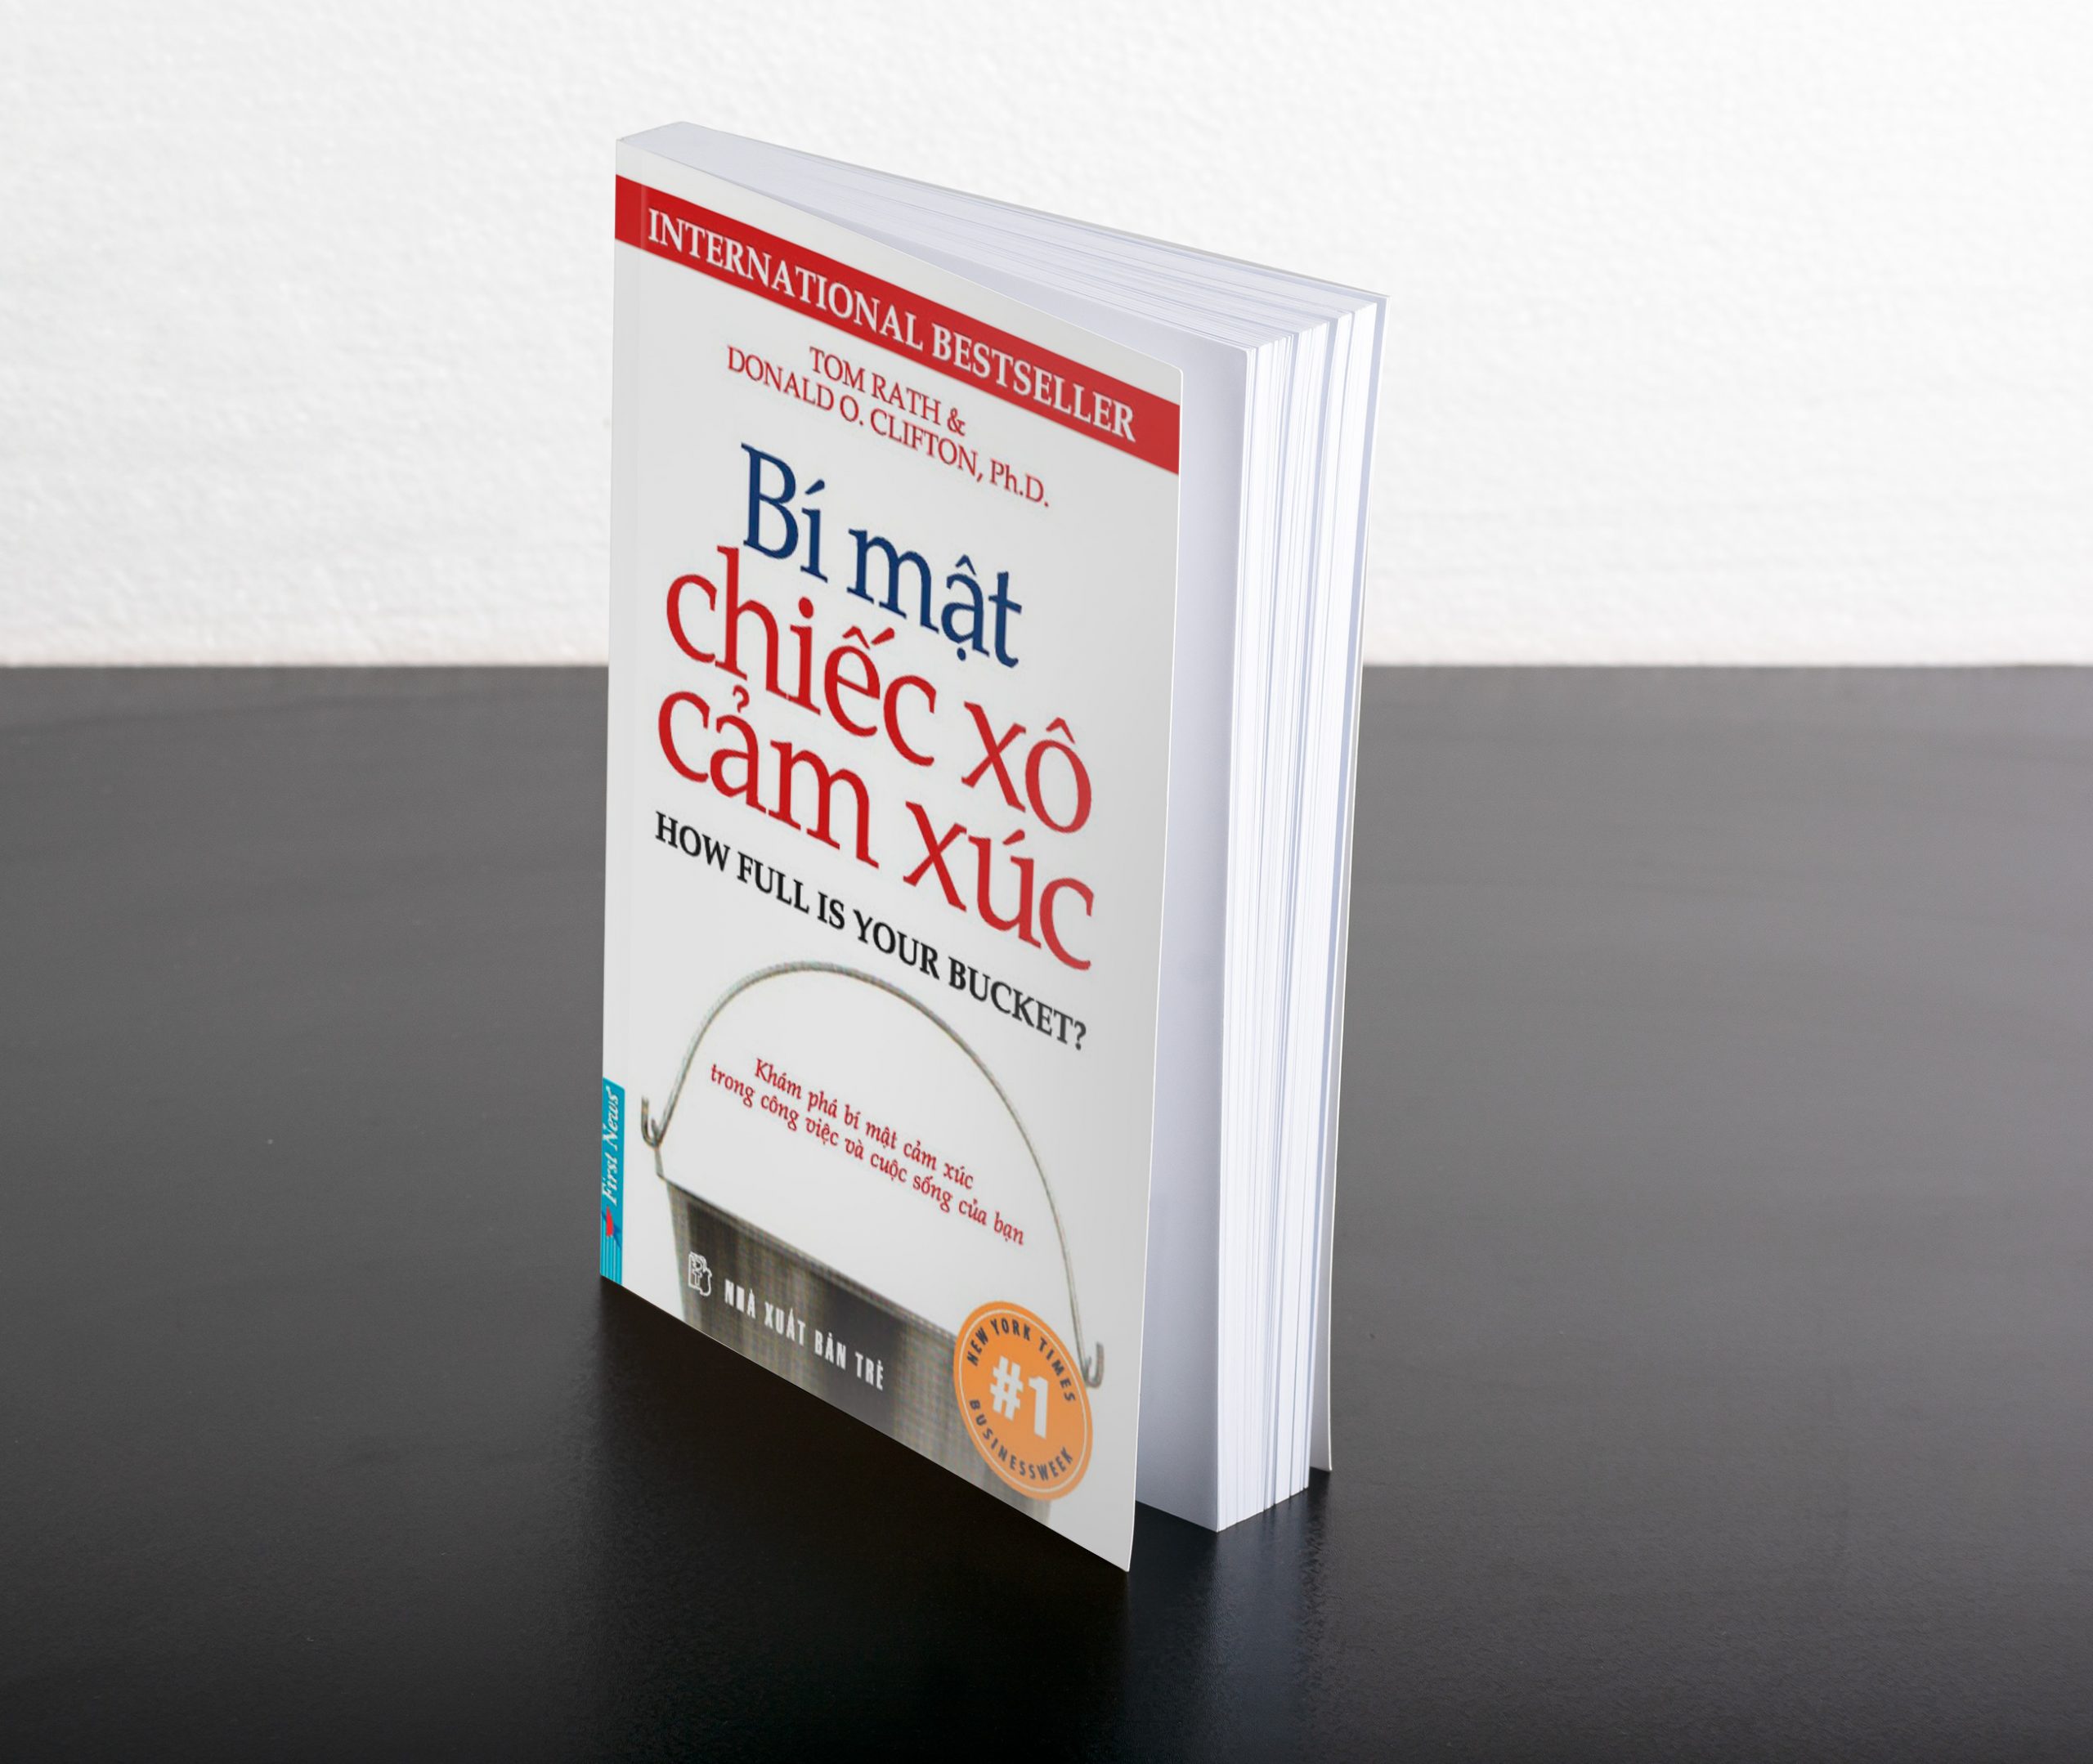 INTERNATIONAL BESTSELLER
TOM RATH &
DONALD O. CLIFTON, Ph.D.
Bí mật
chiếc xô
cảm xúc
HOW FULL IS YOUR BUCKET?
Khám phá bí mật cảm xúc
trong công việc và cuộc sống của bạn
First News
NHÀ XUẤT BẢN TRẺ
NEW YORK TIMES
#1
BUSINESSWEEK